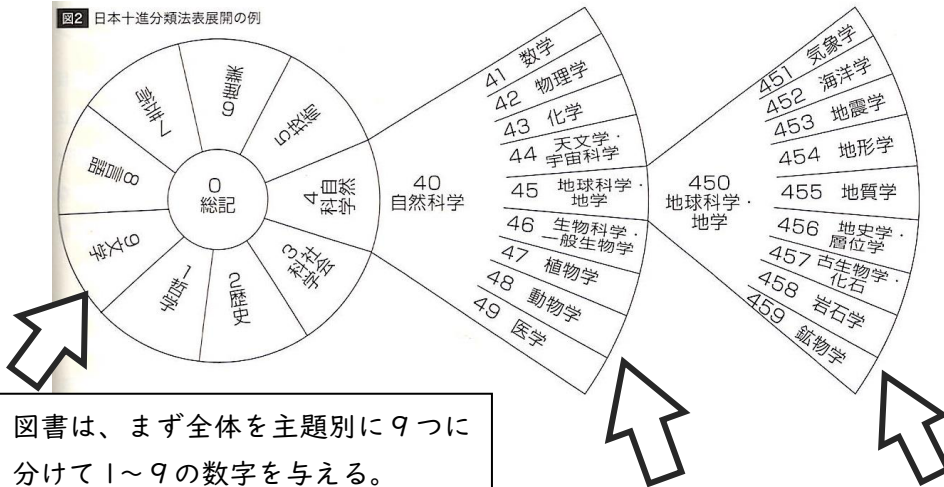 図2 日本十進分類法表展開の例
0
総記
1 哲学
2 歴史
3 社会
科学
4 自然
科学
5 技術
6 産業
7 芸術
8 言語
9 文学
40
自然科学
41 数学
42 物理学
43 化学
44 天文学・
宇宙科学
45 地球科学・
地学
46 生物科学・
一般生物学
47 植物学
48 動物学
49 医学
450
地球科学・
地学
451 気象学
452 海洋学
453 地震学
454 地形学
455 地質学
456 地史学・
層位学
457 古生物学・
化石
458 岩石学
459 鉱物学
図書は、まず全体を主題別に9つに
分けて1~9の数字を与える。